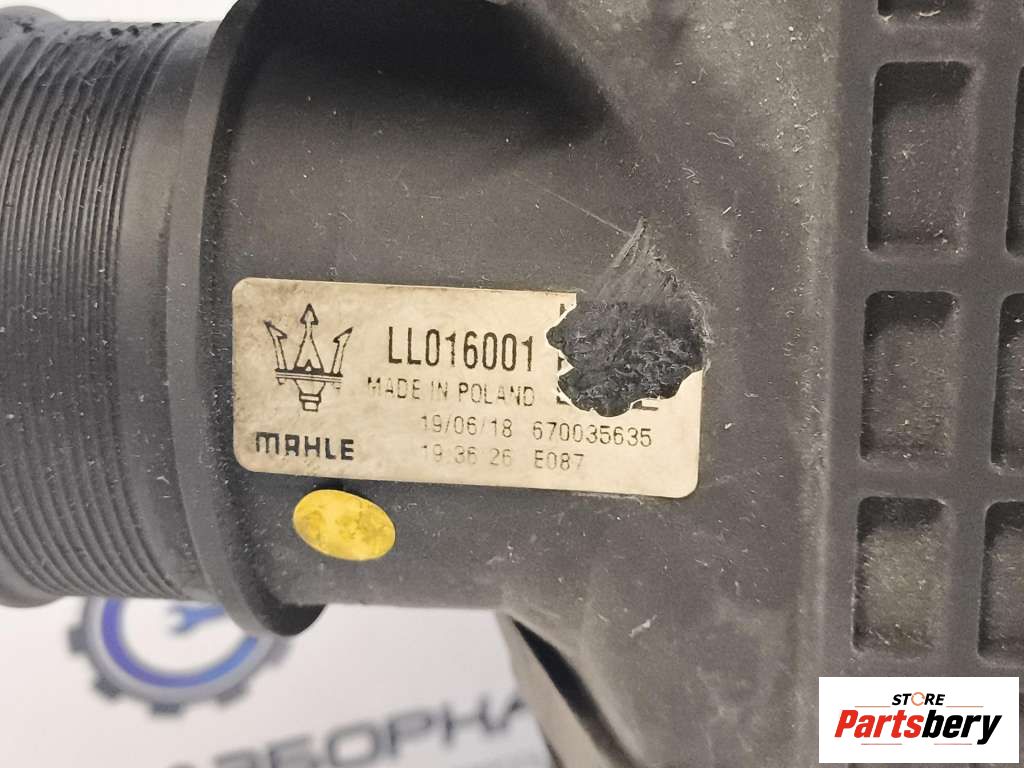 LL016001
MADE IN POLAND
19/06/18 670035635
19:36:26 E087
MAHLE
STORE
Partsbery